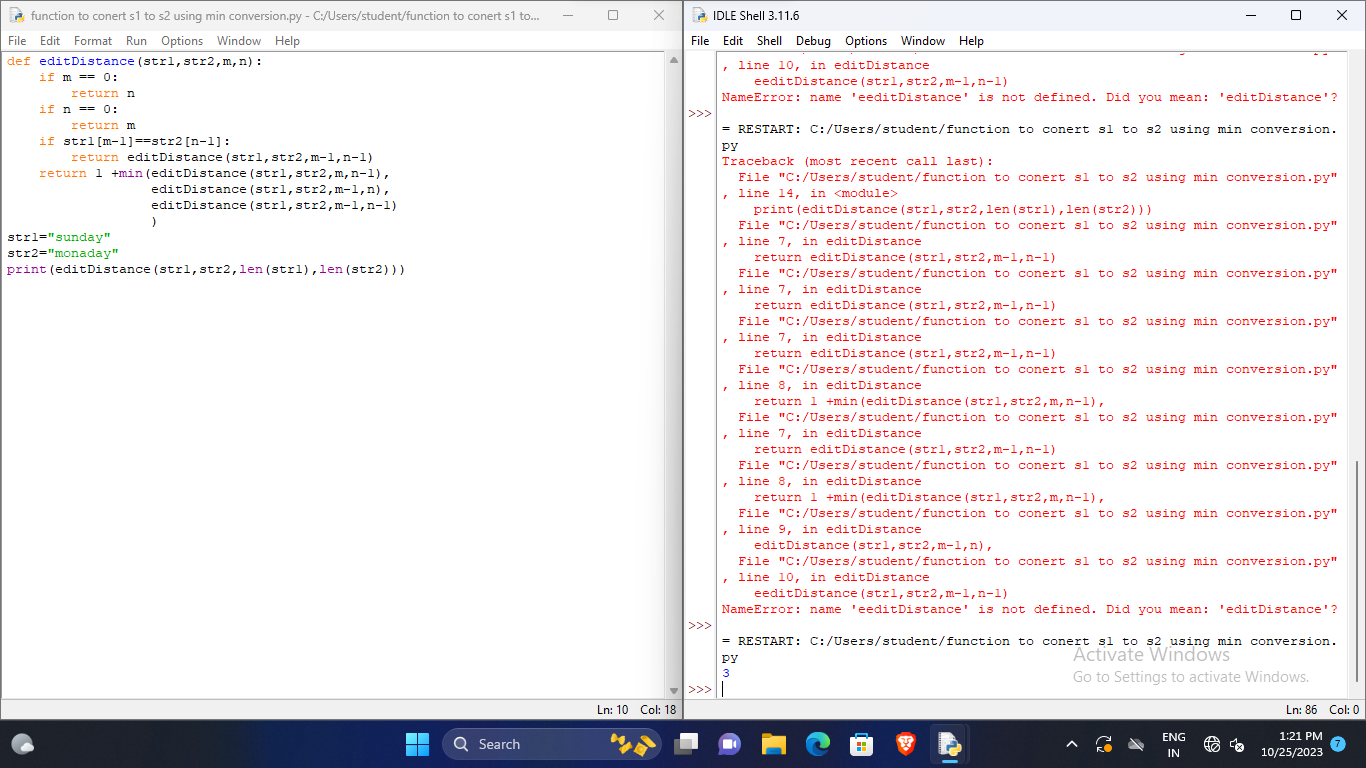 function to conert s1 to s2 using min conversion.py - C:/Users/student/function to conert s1 to...
File Edit Format Run Options Window Help
def editDistance(str1,str2,m,n):
    if m == 0:
        return n
    if n == 0:
        return m
    if str1[m-1]==str2[n-1]:
        return editDistance(str1,str2,m-1,n-1)
    return 1 +min(editDistance(str1,str2,m,n-1),
                  editDistance(str1,str2,m-1,n),
                  editDistance(str1,str2,m-1,n-1)
                  )
str1="sunday"
str2="monaday"
print(editDistance(str1,str2,len(str1),len(str2)))
Ln: 10 Col: 18
IDLE Shell 3.11.6
File Edit Shell Debug Options Window Help
, line 10, in editDistance
    eeditDistance(str1,str2,m-1,n-1)
NameError: name 'eeditDistance' is not defined. Did you mean: 'editDistance'?
>>>
= RESTART: C:/Users/student/function to conert s1 to s2 using min conversion.
py
Traceback (most recent call last):
  File "C:/Users/student/function to conert s1 to s2 using min conversion.py"
, line 14, in <module>
    print(editDistance(str1,str2,len(str1),len(str2)))
  File "C:/Users/student/function to conert s1 to s2 using min conversion.py"
, line 7, in editDistance
    return editDistance(str1,str2,m-1,n-1)
  File "C:/Users/student/function to conert s1 to s2 using min conversion.py"
, line 7, in editDistance
    return editDistance(str1,str2,m-1,n-1)
  File "C:/Users/student/function to conert s1 to s2 using min conversion.py"
, line 7, in editDistance
    return editDistance(str1,str2,m-1,n-1)
  File "C:/Users/student/function to conert s1 to s2 using min conversion.py"
, line 8, in editDistance
    return 1 +min(editDistance(str1,str2,m,n-1),
  File "C:/Users/student/function to conert s1 to s2 using min conversion.py"
, line 7, in editDistance
    return editDistance(str1,str2,m-1,n-1)
  File "C:/Users/student/function to conert s1 to s2 using min conversion.py"
, line 8, in editDistance
    return 1 +min(editDistance(str1,str2,m,n-1),
  File "C:/Users/student/function to conert s1 to s2 using min conversion.py"
, line 9, in editDistance
    editDistance(str1,str2,m-1,n),
  File "C:/Users/student/function to conert s1 to s2 using min conversion.py"
, line 10, in editDistance
    eeditDistance(str1,str2,m-1,n-1)
NameError: name 'eeditDistance' is not defined. Did you mean: 'editDistance'?
>>>
= RESTART: C:/Users/student/function to conert s1 to s2 using min conversion.
py
3
>>>
Activate Windows
Go to Settings to activate Windows.
Ln: 86 Col: 0
Search
ENG
IN
1:21 PM
10/25/2023
7